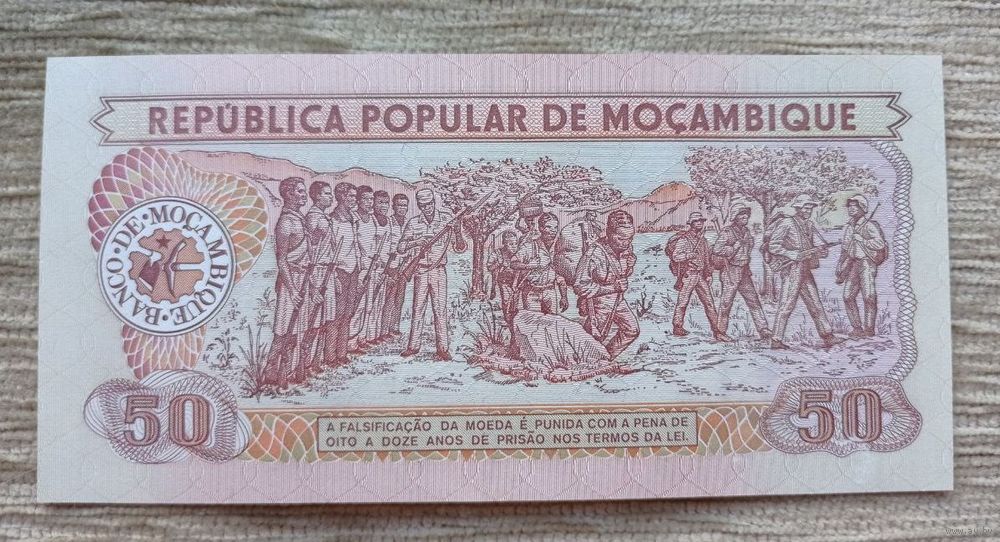 REPÚBLICA POPULAR DE MOÇAMBIQUE
BANCO·DE·MOÇAMBIQUE·
50
A FALSIFICAÇÃO DA MOEDA É PUNIDA COM A PENA DE
OITO A DOZE ANOS DE PRISÃO NOS TERMOS DA LEI.
50